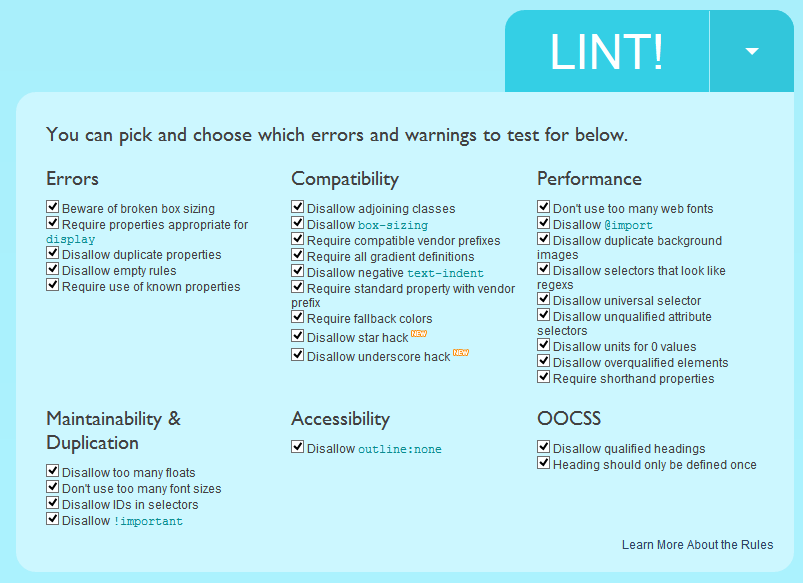 LINT!
You can pick and choose which errors and warnings to test for below.
Errors
Beware of broken box sizing
Require properties appropriate for
display
Disallow duplicate properties
Disallow empty rules
Require use of known properties
Compatibility
Disallow adjoining classes
Disallow box-sizing
Require compatible vendor prefixes
Require all gradient definitions
Disallow negative text-indent
Require standard property with vendor
prefix
Require fallback colors
Disallow star hack NEW
Disallow underscore hack NEW
Performance
Don't use too many web fonts
Disallow @import
Disallow duplicate background
images
Disallow selectors that look like
regexs
Disallow universal selector
Disallow unqualified attribute
selectors
Disallow units for 0 values
Disallow overqualified elements
Require shorthand properties
Maintainability &
Duplication
Disallow too many floats
Don't use too many font sizes
Disallow IDs in selectors
Disallow !important
Accessibility
Disallow outline:none
OOCSS
Disallow qualified headings
Heading should only be defined once
Learn More About the Rules